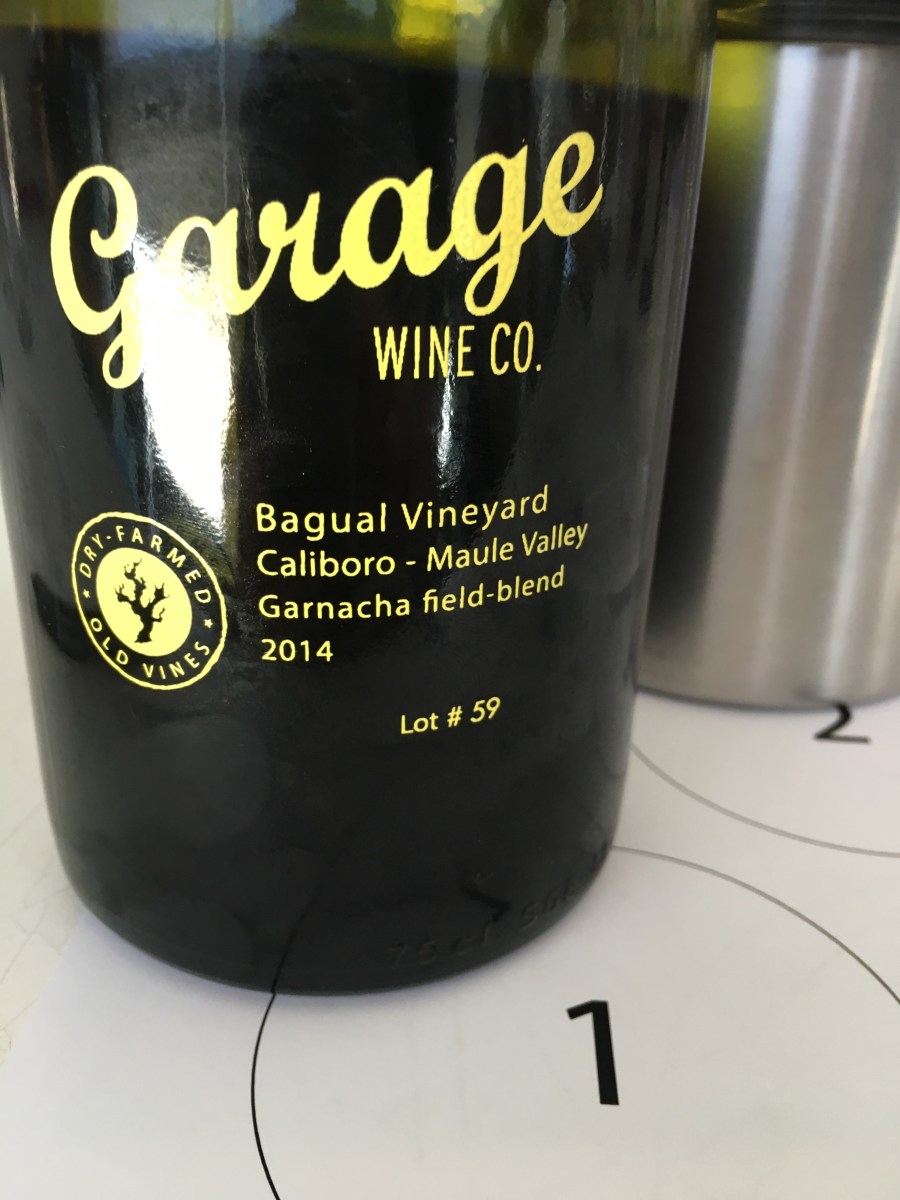 Garage
WINE CO.
Bagual Vineyard
Caliboro - Maule Valley
Garnacha field-blend
2014
DRY-FARMED
OLD VINES
Lot # 59
2
1